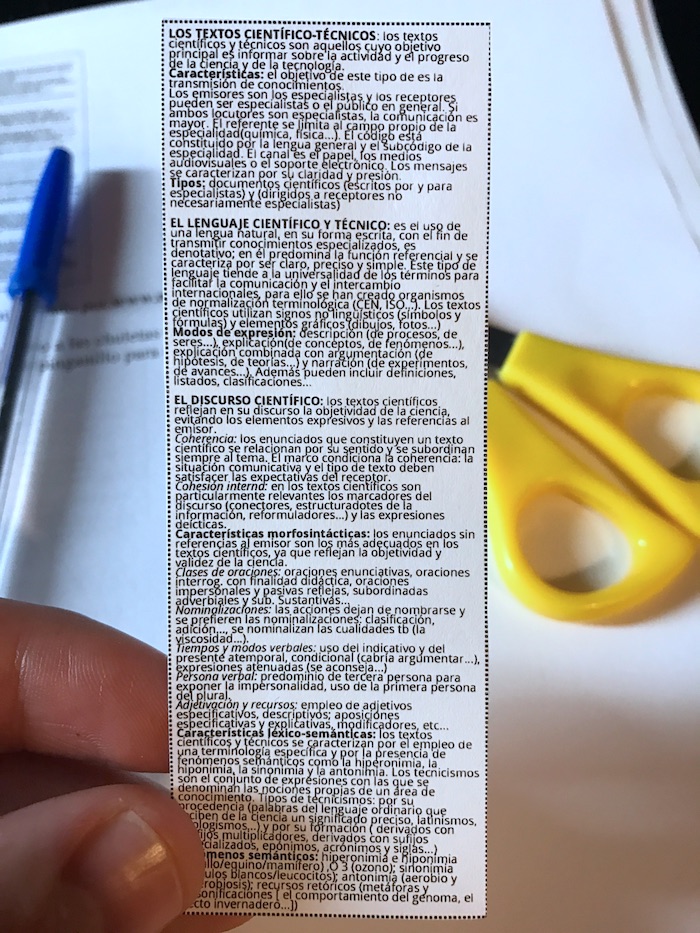 LOS TEXTOS CIENTÍFICO-TÉCNICOS: los textos
científicos y técnicos son aquellos cuyo objetivo
principal es informar sobre la actividad y el progreso
de la ciencia y de la tecnología.
Características: el objetivo de este tipo de es la
transmisión de conocimientos.
Los emisores son los especialistas y los receptores
pueden ser especialistas o el público en general. Si
ambos locutores son especialistas, la comunicación es
mayor. El referente se limita al campo propio de la
especialidad(química, física...). El código está
constituido por la lengua general y el subcódigo de la
especialidad. El canal es el papel, los medios
audiovisuales o el soporte electrónico. Los mensajes
se caracterizan por su claridad y presión.
Tipos: documentos científicos (escritos por y para
especialistas) y (dirigidos a receptores no
necesariamente especialistas)
EL LENGUAJE CIENTÍFICO Y TÉCNICO: es el uso de
una lengua natural, en su forma escrita, con el fin de
transmitir conocimientos especializados, es
denotativo; en él predomina la función referencial y se
caracteriza por ser claro, preciso y simple. Este tipo de
lenguaje tiende a la universalidad de los términos para
facilitar la comunicación y el intercambio
internacionales, para ello se han creado organismos
de normalización terminológica (CEN, ISO...). Los textos
científicos utilizan signos no lingüísticos (símbolos y
fórmulas) y elementos gráficos (dibujos, fotos...)
Modos de expresión: descripción (de procesos, de
seres...), explicación(de conceptos, de fenómenos...),
explicación combinada con argumentación (de
hipótesis, de teorías...) y narración (de experimentos,
de avances...). Además pueden incluir definiciones,
listados, clasificaciones...
EL DISCURSO CIENTÍFICO: los textos científicos
reflejan en su discurso la objetividad de la ciencia,
evitando los elementos expresivos y las referencias al
emisor.
Coherencia: los enunciados que constituyen un texto
científico se relacionan por su sentido y se subordinan
siempre al tema. El marco condiciona la coherencia: la
situación comunicativa y el tipo de texto deben
satisfacer las expectativas del receptor.
Cohesión interna: en los textos científicos son
particularmente relevantes los marcadores del
discurso (conectores, estructuradotes de la
información, reformuladores...) y las expresiones
deícticas.
Características morfosintácticas: los enunciados sin
referencias al emisor son los más adecuados en los
textos científicos, ya que reflejan la objetividad y
validez de la ciencia.
Clases de oraciones: oraciones enunciativas, oraciones
interrog. con finalidad didáctica, oraciones
impersonales y pasivas reflejas, subordinadas
adverbiales y sub. Sustantivas...
Nominalizaciones: las acciones dejan de nombrarse y
se prefieren las nominalizaciones: clasificación,
adición..., se nominalizan las cualidades tb (la
viscosidad...).
Tiempos y modos verbales: uso del indicativo y del
presente atemporal, condicional (cabría argumentar...),
expresiones atenuadas (se aconseja...)
Persona verbal: predominio de tercera persona para
exponer la impersonalidad, uso de la primera persona
del plural.
Adjetivación y recursos: empleo de adjetivos
especificativos, descriptivos; aposiciones
especificativas y explicativas, modificadores, etc...
Características léxico-semánticas: los textos
científicos y técnicos se caracterizan por el empleo de
una terminología específica y por la presencia de
fenómenos semánticos como la hiperonimia, la
hiponimia, la sinonimia y la antonimia. Los tecnicismos
son el conjunto de expresiones con las que se
denominan las nociones propias de un área de
conocimiento. Tipos de tecnicismos: por su
procedencia (palabras del lenguaje ordinario que
ciben de la ciencia un significado preciso, latinismos,
ologismos...) y por su formación ( derivados con
ijos multiplicadores, derivados con sufijos
ecializados, epónimos, acrónimos y siglas...)
menos semánticos: hiperonimia e hiponimia
llo/equino/mamífero) ,O 3 (ozono); sinonimia
ulos blancos/leucocitos); antonimia (aerobio y
erobiosis); recursos retóricos (metáforas y
sonificaciones [ el comportamiento del genoma, el
cto invernadero...])